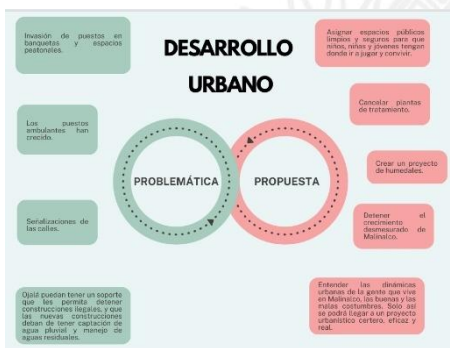 DESARROLLO
URBANO
Invasión de puestos en
banquetas y espacios
peatonales.
Los puestos
ambulantes han
crecido.
Señalizaciones de
las calles.
Ojalá puedan tener un soporte
que les permita detener
construcciones ilegales, y que
las nuevas construcciones
deban de tener captación de
agua pluvial y manejo de
aguas residuales.
PROBLEMÁTICA
PROPUESTA
Asignar espacios públicos
limpios y seguros para que
niños, niñas y jóvenes tengan
donde ir a jugar y convivir.
Cancelar plantas
de tratamiento.
Crear un proyecto
de humedales.
Detener el
crecimiento
desmesurado de
Malinalco.
Entender las dinámicas
urbanas de la gente que vive
en Malinalco, las buenas y las
malas costumbres. Solo así
se podrá llegar a un proyecto
urbanístico certero, eficaz y
real.